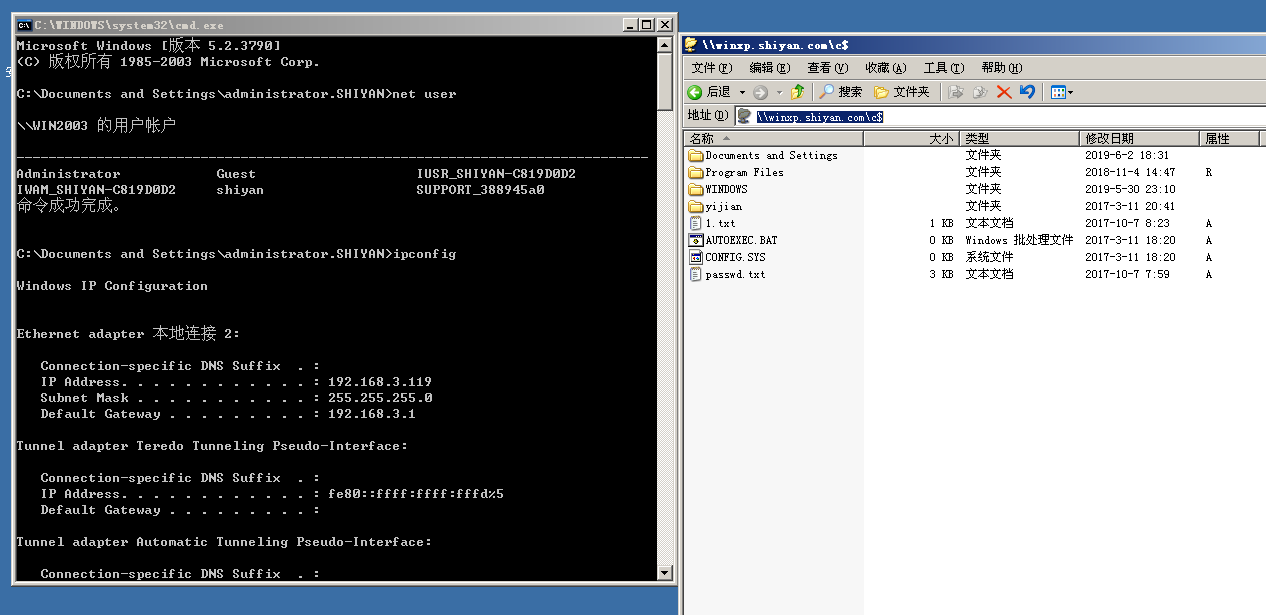 C:\WINDOWS\system32\cmd.exe
Microsoft Windows [版本 5.2.3790]
(C) 版权所有 1985-2003 Microsoft Corp.
C:\Documents and Settings\administrator.SHIYAN>net user
\\WIN2003 的用户帐户
-------------------------------------------------------------------------------
Administrator Guest IUSR_SHIYAN-C819D0D2
IWAM_SHIYAN-C819D0D2 shiyan SUPPORT_388945a0
命令成功完成。
C:\Documents and Settings\administrator.SHIYAN>ipconfig
Windows IP Configuration
Ethernet adapter 本地连接 2:
Connection-specific DNS Suffix . :
IP Address. . . . . . . . . . . . : 192.168.3.119
Subnet Mask . . . . . . . . . . . : 255.255.255.0
Default Gateway . . . . . . . . . : 192.168.3.1
Tunnel adapter Teredo Tunneling Pseudo-Interface:
Connection-specific DNS Suffix . :
IP Address. . . . . . . . . . . . : fe80::ffff:ffff:fffd%5
Default Gateway . . . . . . . . . :
Tunnel adapter Automatic Tunneling Pseudo-Interface:
Connection-specific DNS Suffix . :
\\winxp.shiyan.com\c$
文件(F) 编辑(E) 查看(V) 收藏(A) 工具(T) 帮助(H)
后退 搜索 文件夹
地址(D) \\winxp.shiyan.com\c$
名称 大小 类型 修改日期 属性
Documents and Settings 文件夹 2019-6-2 18:31
Program Files 文件夹 2018-11-4 14:47 R
WINDOWS 文件夹 2019-5-30 23:10
yijian 文件夹 2017-3-11 20:41
1.txt 1 KB 文本文档 2017-10-7 8:23 A
AUTOEXEC.BAT 0 KB Windows 批处理文件 2017-3-11 18:20 A
CONFIG.SYS 0 KB 系统文件 2017-3-11 18:20 A
passwd.txt 3 KB 文本文档 2017-10-7 7:59 A